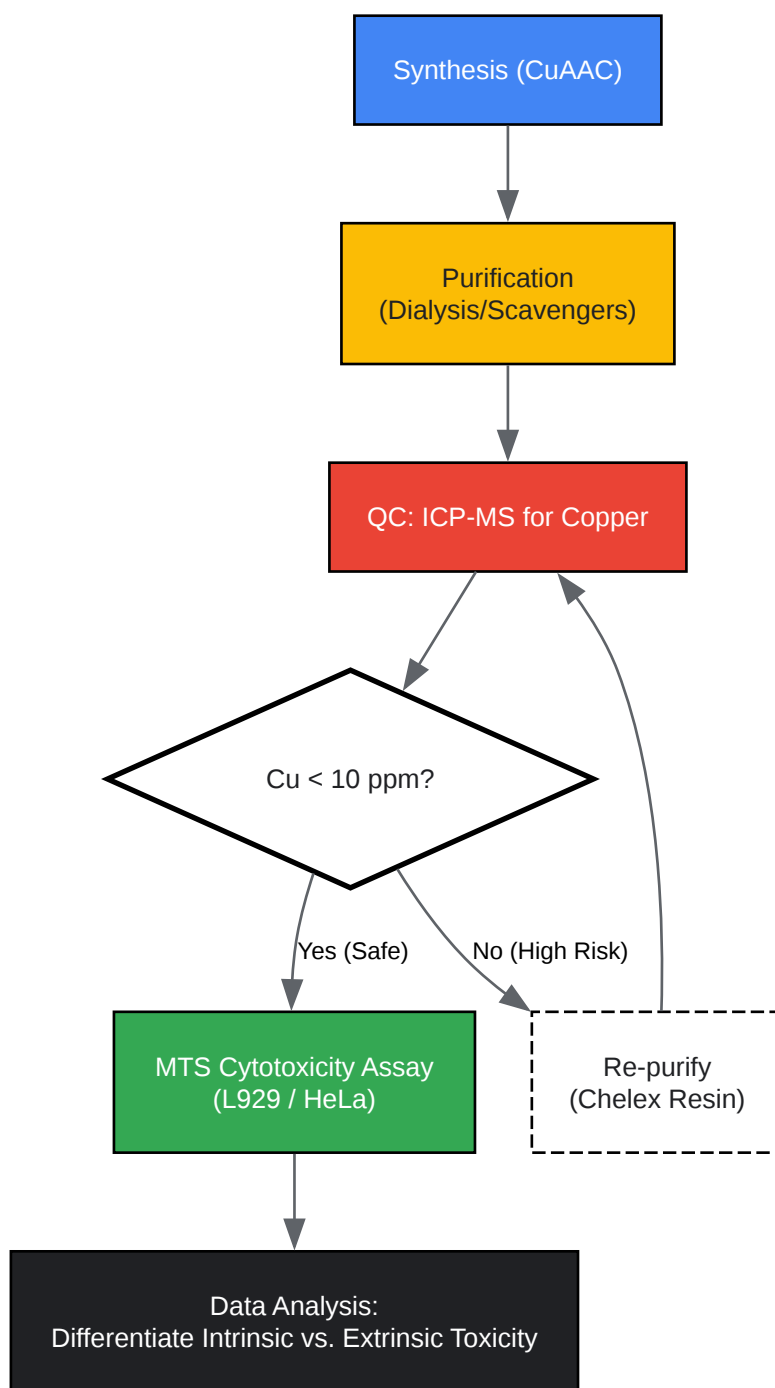 Synthesis (CuAAC)
Purification
(Dialysis/Scavengers)
QC: ICP-MS for Copper
Cu < 10 ppm?
Yes (Safe)
No (High Risk)
MTS Cytotoxicity Assay
(L929 / HeLa)
Re-purify
(Chelex Resin)
Data Analysis:
Differentiate Intrinsic vs. Extrinsic Toxicity